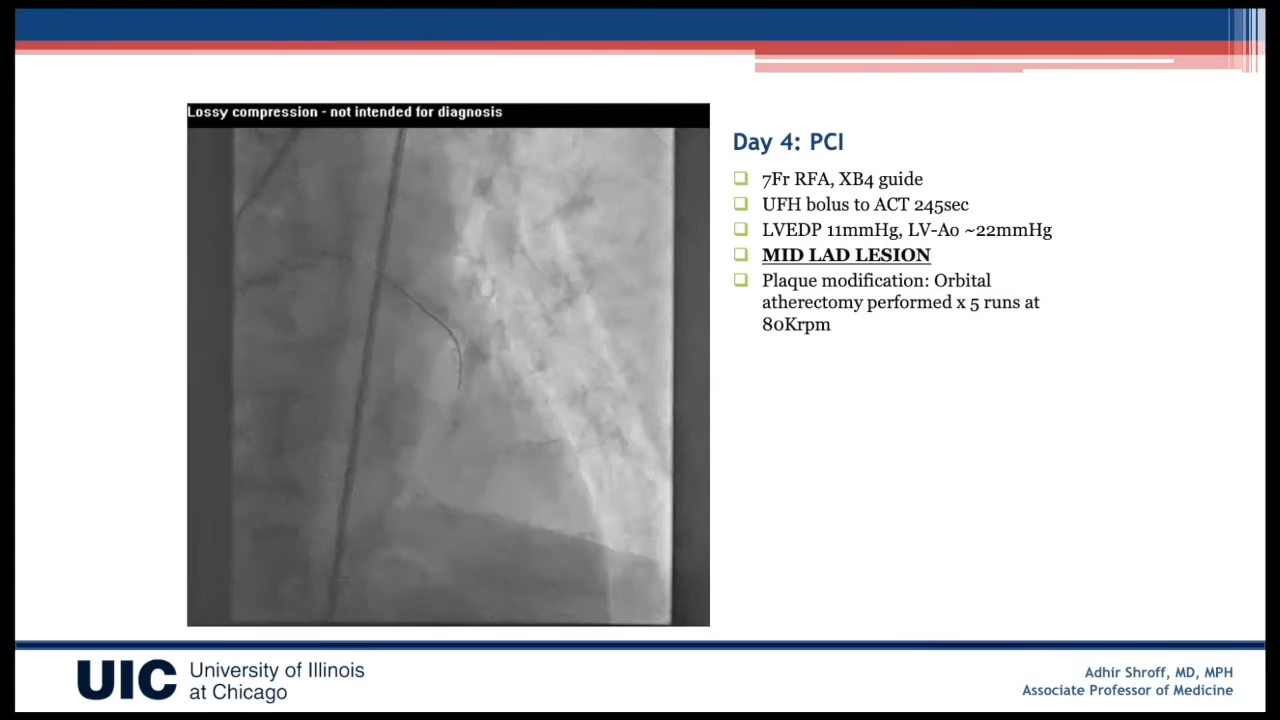 Lossy compression - not intended for diagnosis
Day 4: PCI
7Fr RFA, XB4 guide
UFH bolus to ACT 245sec
LVEDP 11mmHg, LV-Ao ~22mmHg
MID LAD LESION
Plaque modification: Orbital
atherectomy performed x 5 runs at
80Krpm
UIC
University of Illinois
at Chicago
Adhir Shroff, MD, MPH
Associate Professor of Medicine